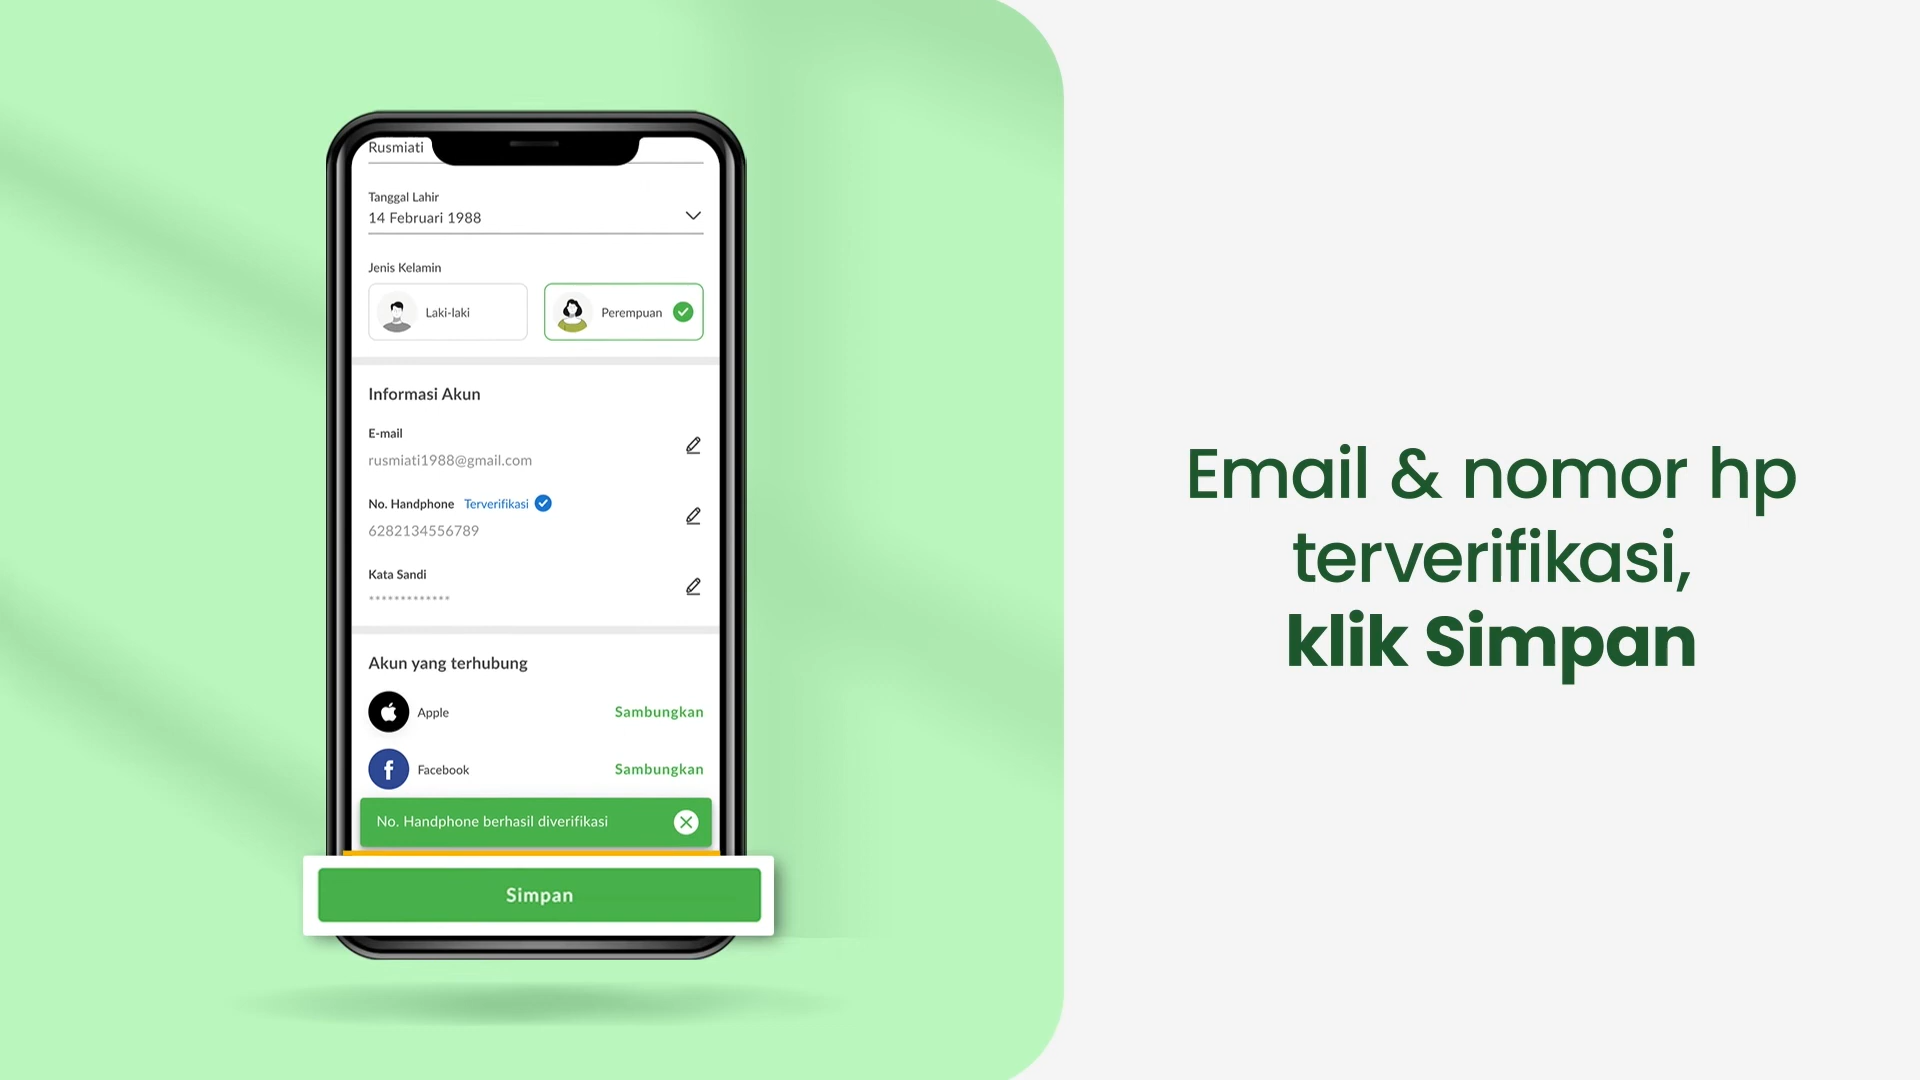 Rusmiati
Tanggal Lahir
14 Februari 1988
Jenis Kelamin
Laki-laki
Perempuan
Informasi Akun
E-mail
rusmiati1988@gmail.com
No. Handphone Terverifikasi
6282134556789
Kata Sandi
Akun yang terhubung
Apple Sambungkan
Facebook Sambungkan
No. Handphone berhasil diverifikasi
Simpan
Email & nomor hp
terverifikasi,
klik Simpan